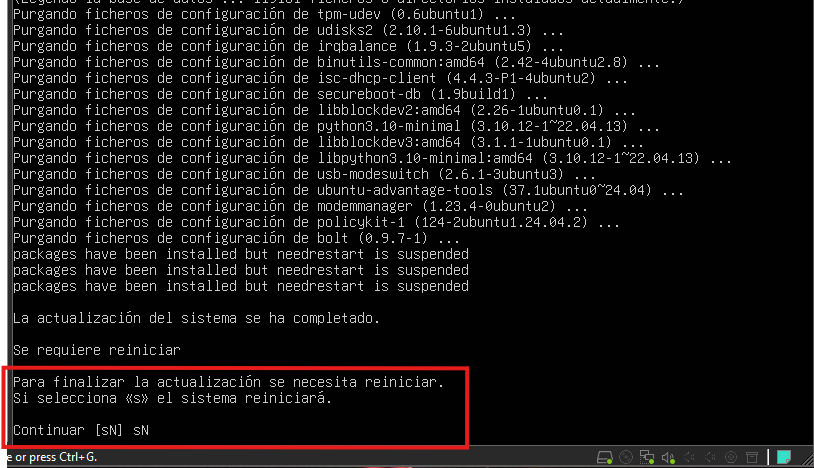 Purgando ficheros de configuración de tpm-udev (0.6ubuntu1) ...
Purgando ficheros de configuración de udisks2 (2.10.1-6ubuntu1.3) ...
Purgando ficheros de configuración de irqbalance (1.9.3-2ubuntu5) ...
Purgando ficheros de configuración de binutils-common:amd64 (2.42-4ubuntu2.8) ...
Purgando ficheros de configuración de isc-dhcp-client (4.4.3-P1-4ubuntu2) ...
Purgando ficheros de configuración de secureboot-db (1.9build1) ...
Purgando ficheros de configuración de libblockdev2:amd64 (2.26-1ubuntu0.1) ...
Purgando ficheros de configuración de python3.10-minimal (3.10.12-1~22.04.13) ...
Purgando ficheros de configuración de libblockdev3:amd64 (3.1.1-1ubuntu0.1) ...
Purgando ficheros de configuración de libpython3.10-minimal:amd64 (3.10.12-1~22.04.13) ...
Purgando ficheros de configuración de usb-modeswitch (2.6.1-3ubuntu3) ...
Purgando ficheros de configuración de ubuntu-advantage-tools (37.1ubuntu0~24.04) ...
Purgando ficheros de configuración de modemmanager (1.23.4-0ubuntu2) ...
Purgando ficheros de configuración de policykit-1 (124-2ubuntu1.24.04.2) ...
Purgando ficheros de configuración de bolt (0.9.7-1) ...
packages have been installed but needrestart is suspended
packages have been installed but needrestart is suspended
packages have been installed but needrestart is suspended
La actualización del sistema se ha completado.
Se requiere reiniciar
Para finalizar la actualización se necesita reiniciar.
Si selecciona «s» el sistema reiniciará.
Continuar [sN] sN
e or press Ctrl+G.